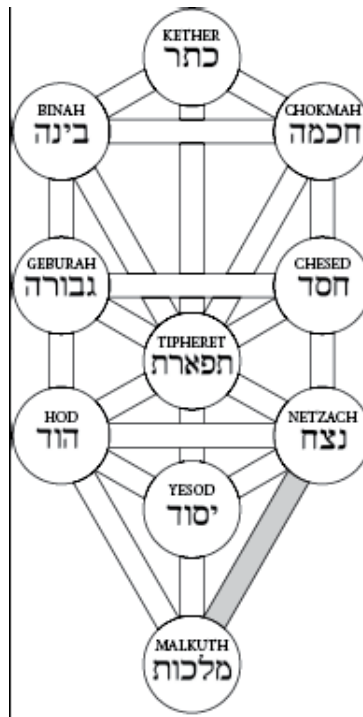 KETHER
כתר
BINAH
בינה
CHOKMAH
חכמה
GEBURAH
גבורה
CHESED
חסד
TIPHERET
תפארת
HOD
הוד
NETZACH
נצח
YESOD
יסוד
MALKUTH
מלכות